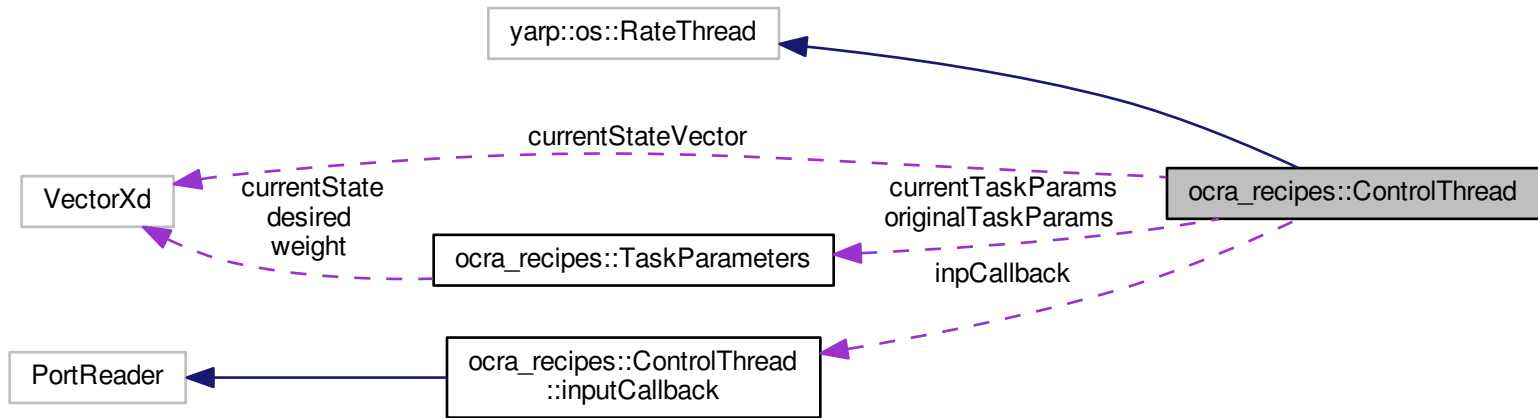 yarp::os::RateThread
currentStateVector
ocra_recipes::ControlThread
VectorXd
currentState
desired
weight
currentTaskParams
originalTaskParams
ocra_recipes::TaskParameters
inpCallback
PortReader
ocra_recipes::ControlThread
::inputCallback